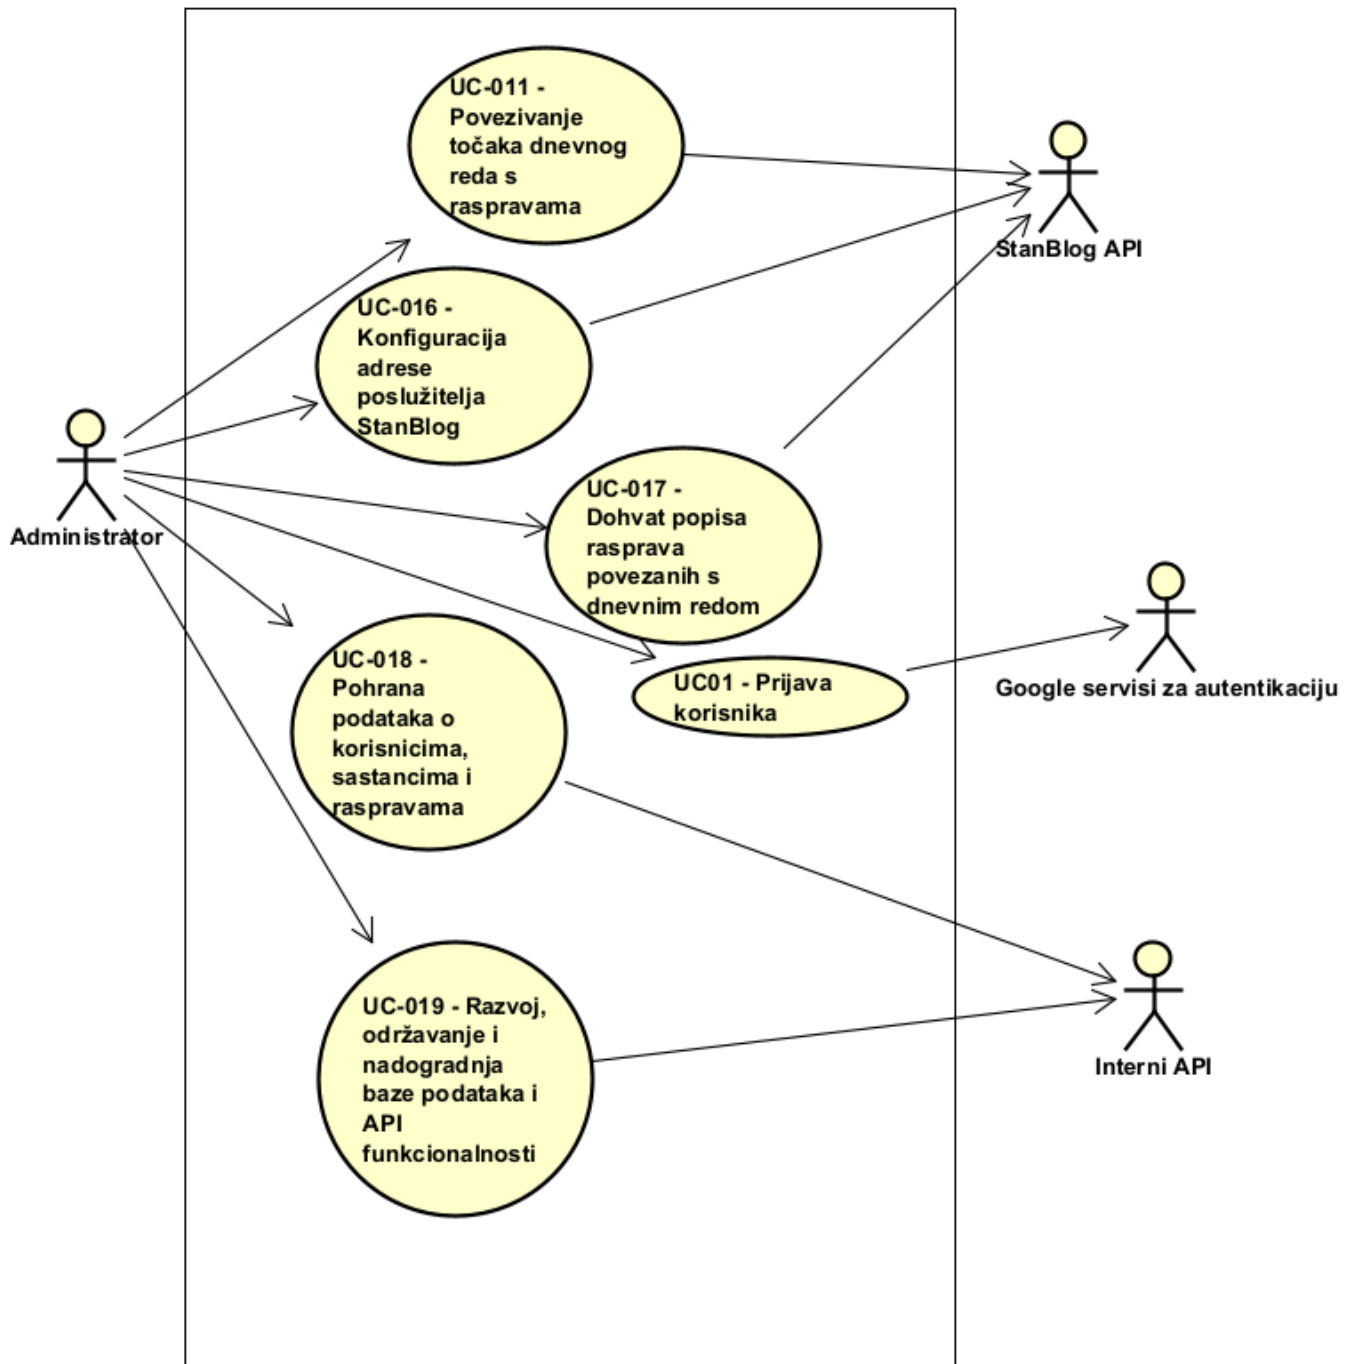 UC-011 -
Povezivanje
točaka dnevnog
reda s
raspravama
StanBlog API
UC-016 -
Konfiguracija
adrese
poslužitelja
StanBlog
Administrator
UC-017 -
Dohvat popisa
rasprava
povezanih s
dnevnim redom
UC-018 -
Pohrana
podataka o
korisnicima,
sastancima i
raspravama
UC01 - Prijava
korisnika
Google servisi za autentikaciju
UC-019 - Razvoj,
održavanje i
nadogradnja
baze podataka i
API
funkcionalnosti
Interni API